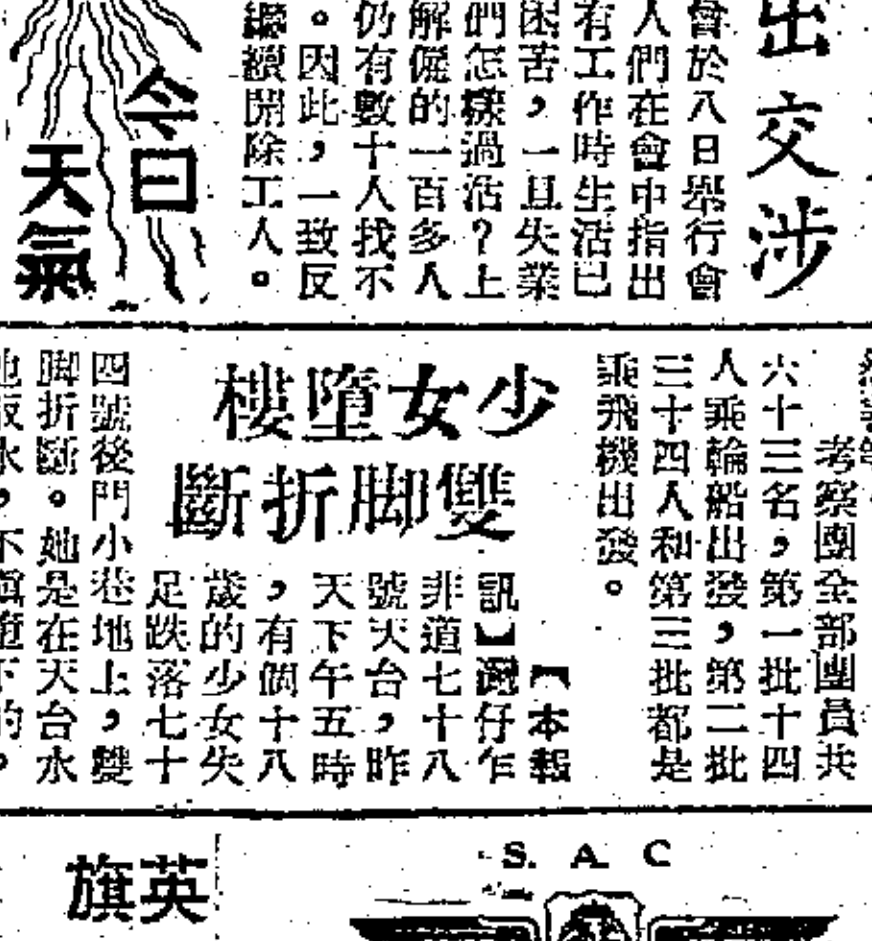 出交涉
會於八日舉行會
人們在會中指出
有工作時生活已
困苦，一旦失業
們怎樣過活？上
解僱的一百多人
仍有數十人找不
。因此，一致反
繼續開除工人。
今日
天氣
考察團全部團員共
六十三名，第一批十四
人乘輪船出發，第二批
三十四人和第三批都是
乘飛機出發。
少女墮樓
雙脚折斷
【本報
訊】灣仔乍
非道七十八
號天台，昨
天下午五時
，有個十八
歲的少女失
足跌落七十
四號後門小巷地上，雙
脚折斷。她是在天台水
不慎墮下的，
S. A. C
英旗